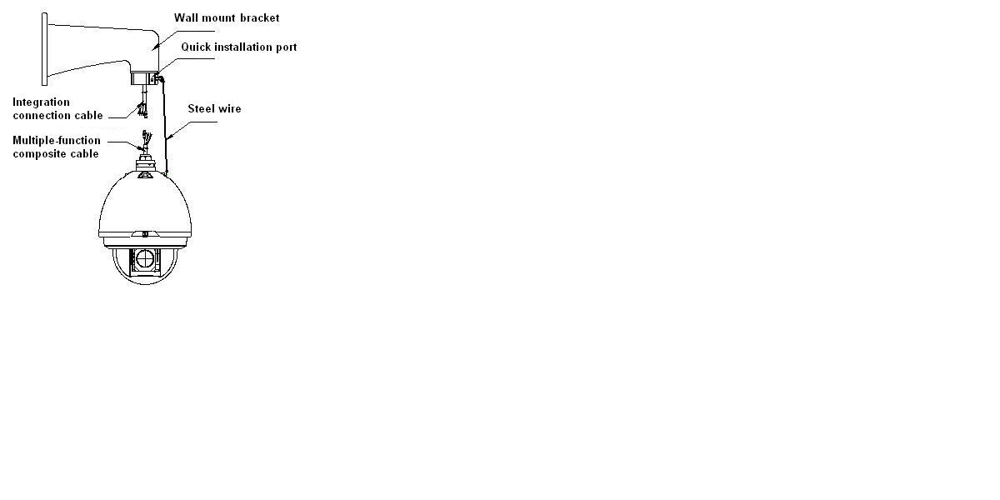 Wall mount bracket
Quick installation port
Integration
connection cable
Steel wire
Multiple-function
composite cable